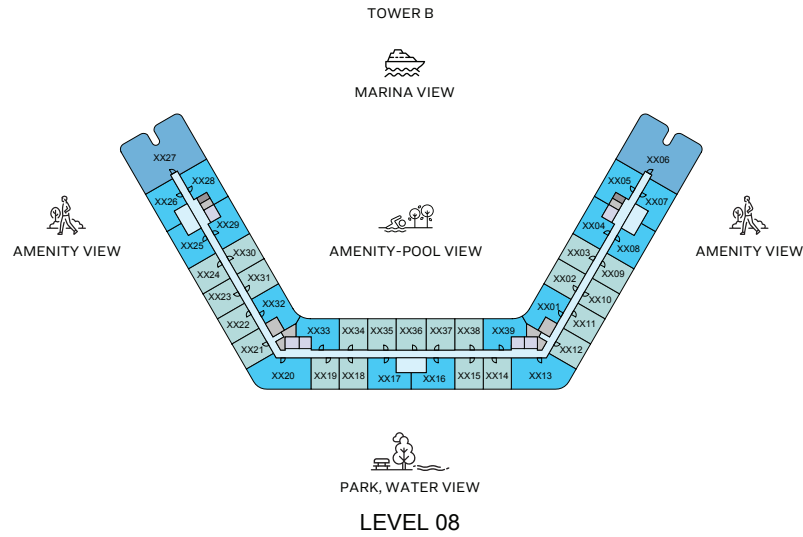 TOWER B
MARINA VIEW
XX27
XX06
XX28
XX05
XX26
XX07
XX29
XX04
AMENITY VIEW
AMENITY-POOL VIEW
AMENITY VIEW
XX25
XX08
XX30
XX03
XX24
XX09
XX31
XX02
XX23
XX10
XX32
XX01
XX22
XX11
XX33
XX34
XX35
XX36
XX37
XX38
XX39
XX21
XX12
XX20
XX19
XX18
XX17
XX16
XX15
XX14
XX13
PARK, WATER VIEW
LEVEL 08